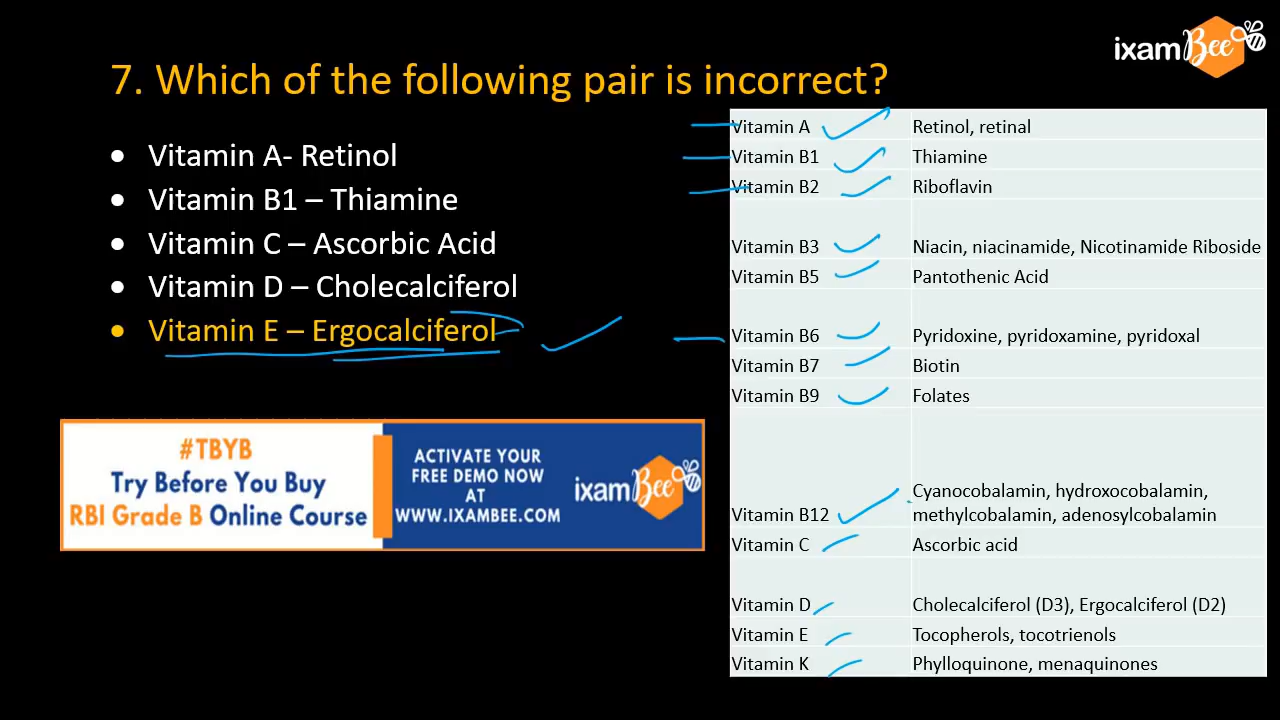 ixamBee
7. Which of the following pair is incorrect?
• Vitamin A- Retinol
• Vitamin B1 – Thiamine
• Vitamin C – Ascorbic Acid
• Vitamin D – Cholecalciferol
• Vitamin E – Ergocalciferol
#TBYB
Try Before You Buy
RBI Grade B Online Course
ACTIVATE YOUR
FREE DEMO NOW
AT
WWW.IXAMBEE.COM
ixamBee
Vitamin A Retinol, retinal
Vitamin B1 Thiamine
Vitamin B2 Riboflavin
Vitamin B3 Niacin, niacinamide, Nicotinamide Riboside
Vitamin B5 Pantothenic Acid
Vitamin B6 Pyridoxine, pyridoxamine, pyridoxal
Vitamin B7 Biotin
Vitamin B9 Folates
Cyanocobalamin, hydroxocobalamin,
Vitamin B12 methylcobalamin, adenosylcobalamin
Vitamin C Ascorbic acid
Vitamin D Cholecalciferol (D3), Ergocalciferol (D2)
Vitamin E Tocopherols, tocotrienols
Vitamin K Phylloquinone, menaquinones